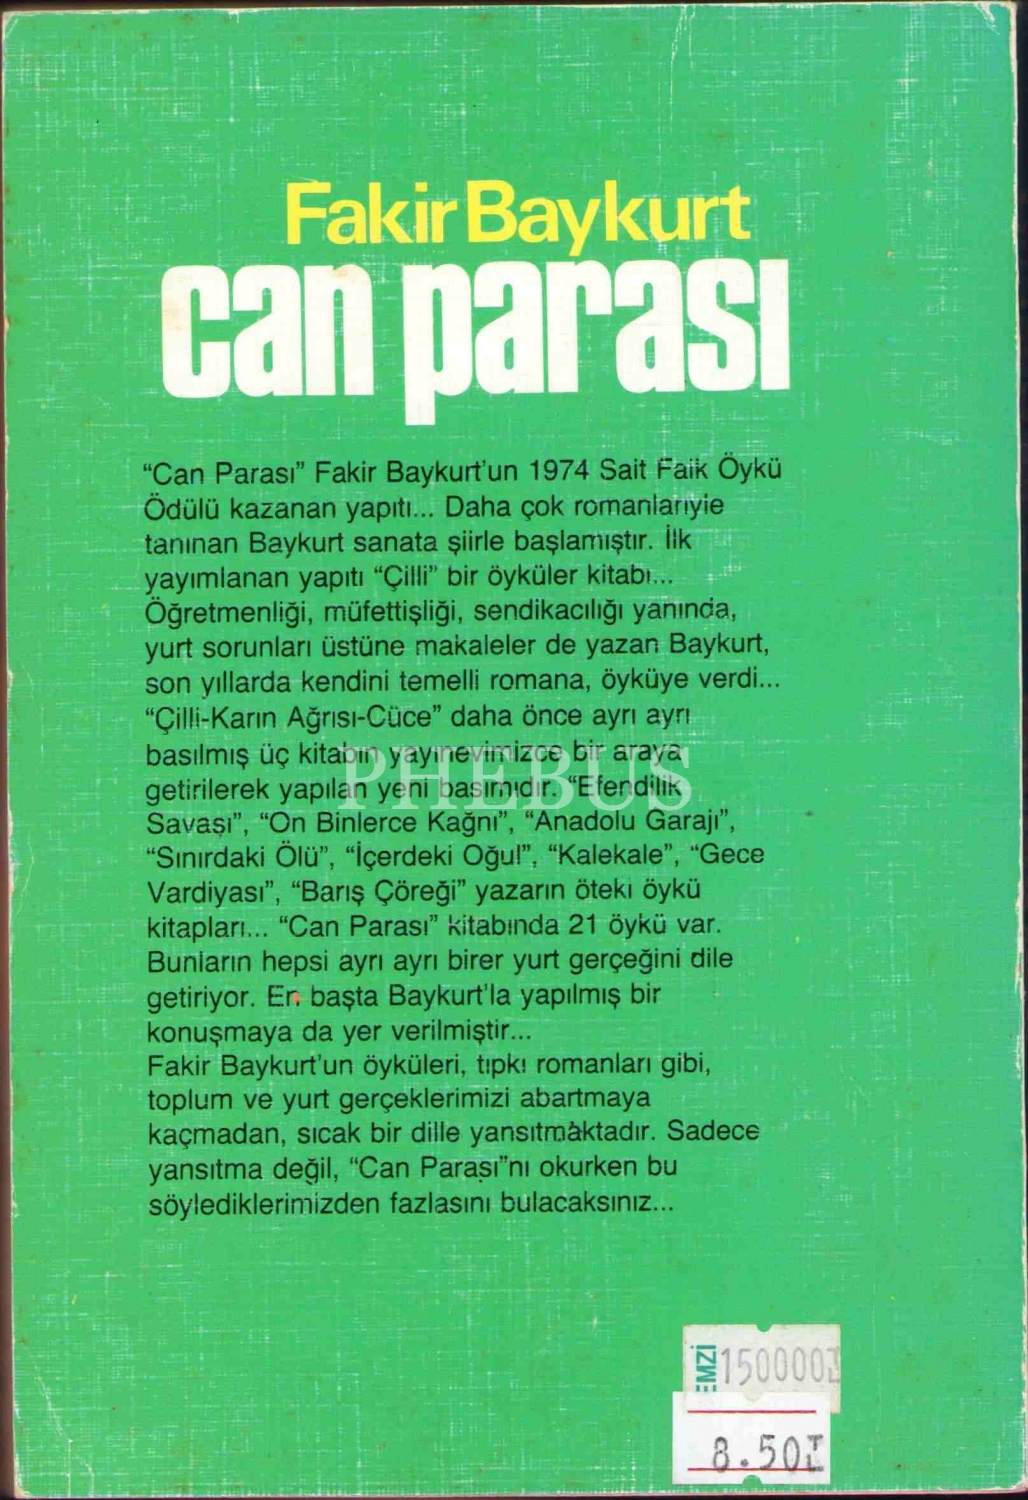 Fakir Baykurt
can parası
“Can Parası” Fakir Baykurt’un 1974 Sait Faik Öykü
Ödülü kazanan yapıtı... Daha çok romanlarıyle
tanınan Baykurt sanata şiirle başlamıştır. İlk
yayımlanan yapıtı “Çilli” bir öyküler kitabı...
Öğretmenliği, müfettişliği, sendikacılığı yanında,
yurt sorunları üstüne makaleler de yazan Baykurt,
son yıllarda kendini temelli romana, öyküye verdi...
“Çilli-Karın Ağrısı-Cüce” daha önce ayrı ayrı
basılmış üç kitabın yayınevimizce bir araya
getirilerek yapılan yeni basımıdır. “Efendilik
Savaşı”, “On Binlerce Kağnı”, “Anadolu Garajı”,
“Sınırdaki Ölü”, “İçerdeki Oğul”, “Kalekale”, “Gece
Vardiyası”, “Barış Çöreği” yazarın öteki öykü
kitapları... “Can Parası” kitabında 21 öykü var.
Bunların hepsi ayrı ayrı birer yurt gerçeğini dile
getiriyor. En başta Baykurt’la yapılmış bir
konuşmaya da yer verilmiştir...
Fakir Baykurt’un öyküleri, tıpkı romanları gibi,
toplum ve yurt gerçeklerimizi abartmaya
kaçmadan, sıcak bir dille yansıtmaktadır. Sadece
yansıtma değil, “Can Parası”nı okurken bu
söylediklerimizden fazlasını bulacaksınız...
PHEBUS
EMZİ
150000
8.50